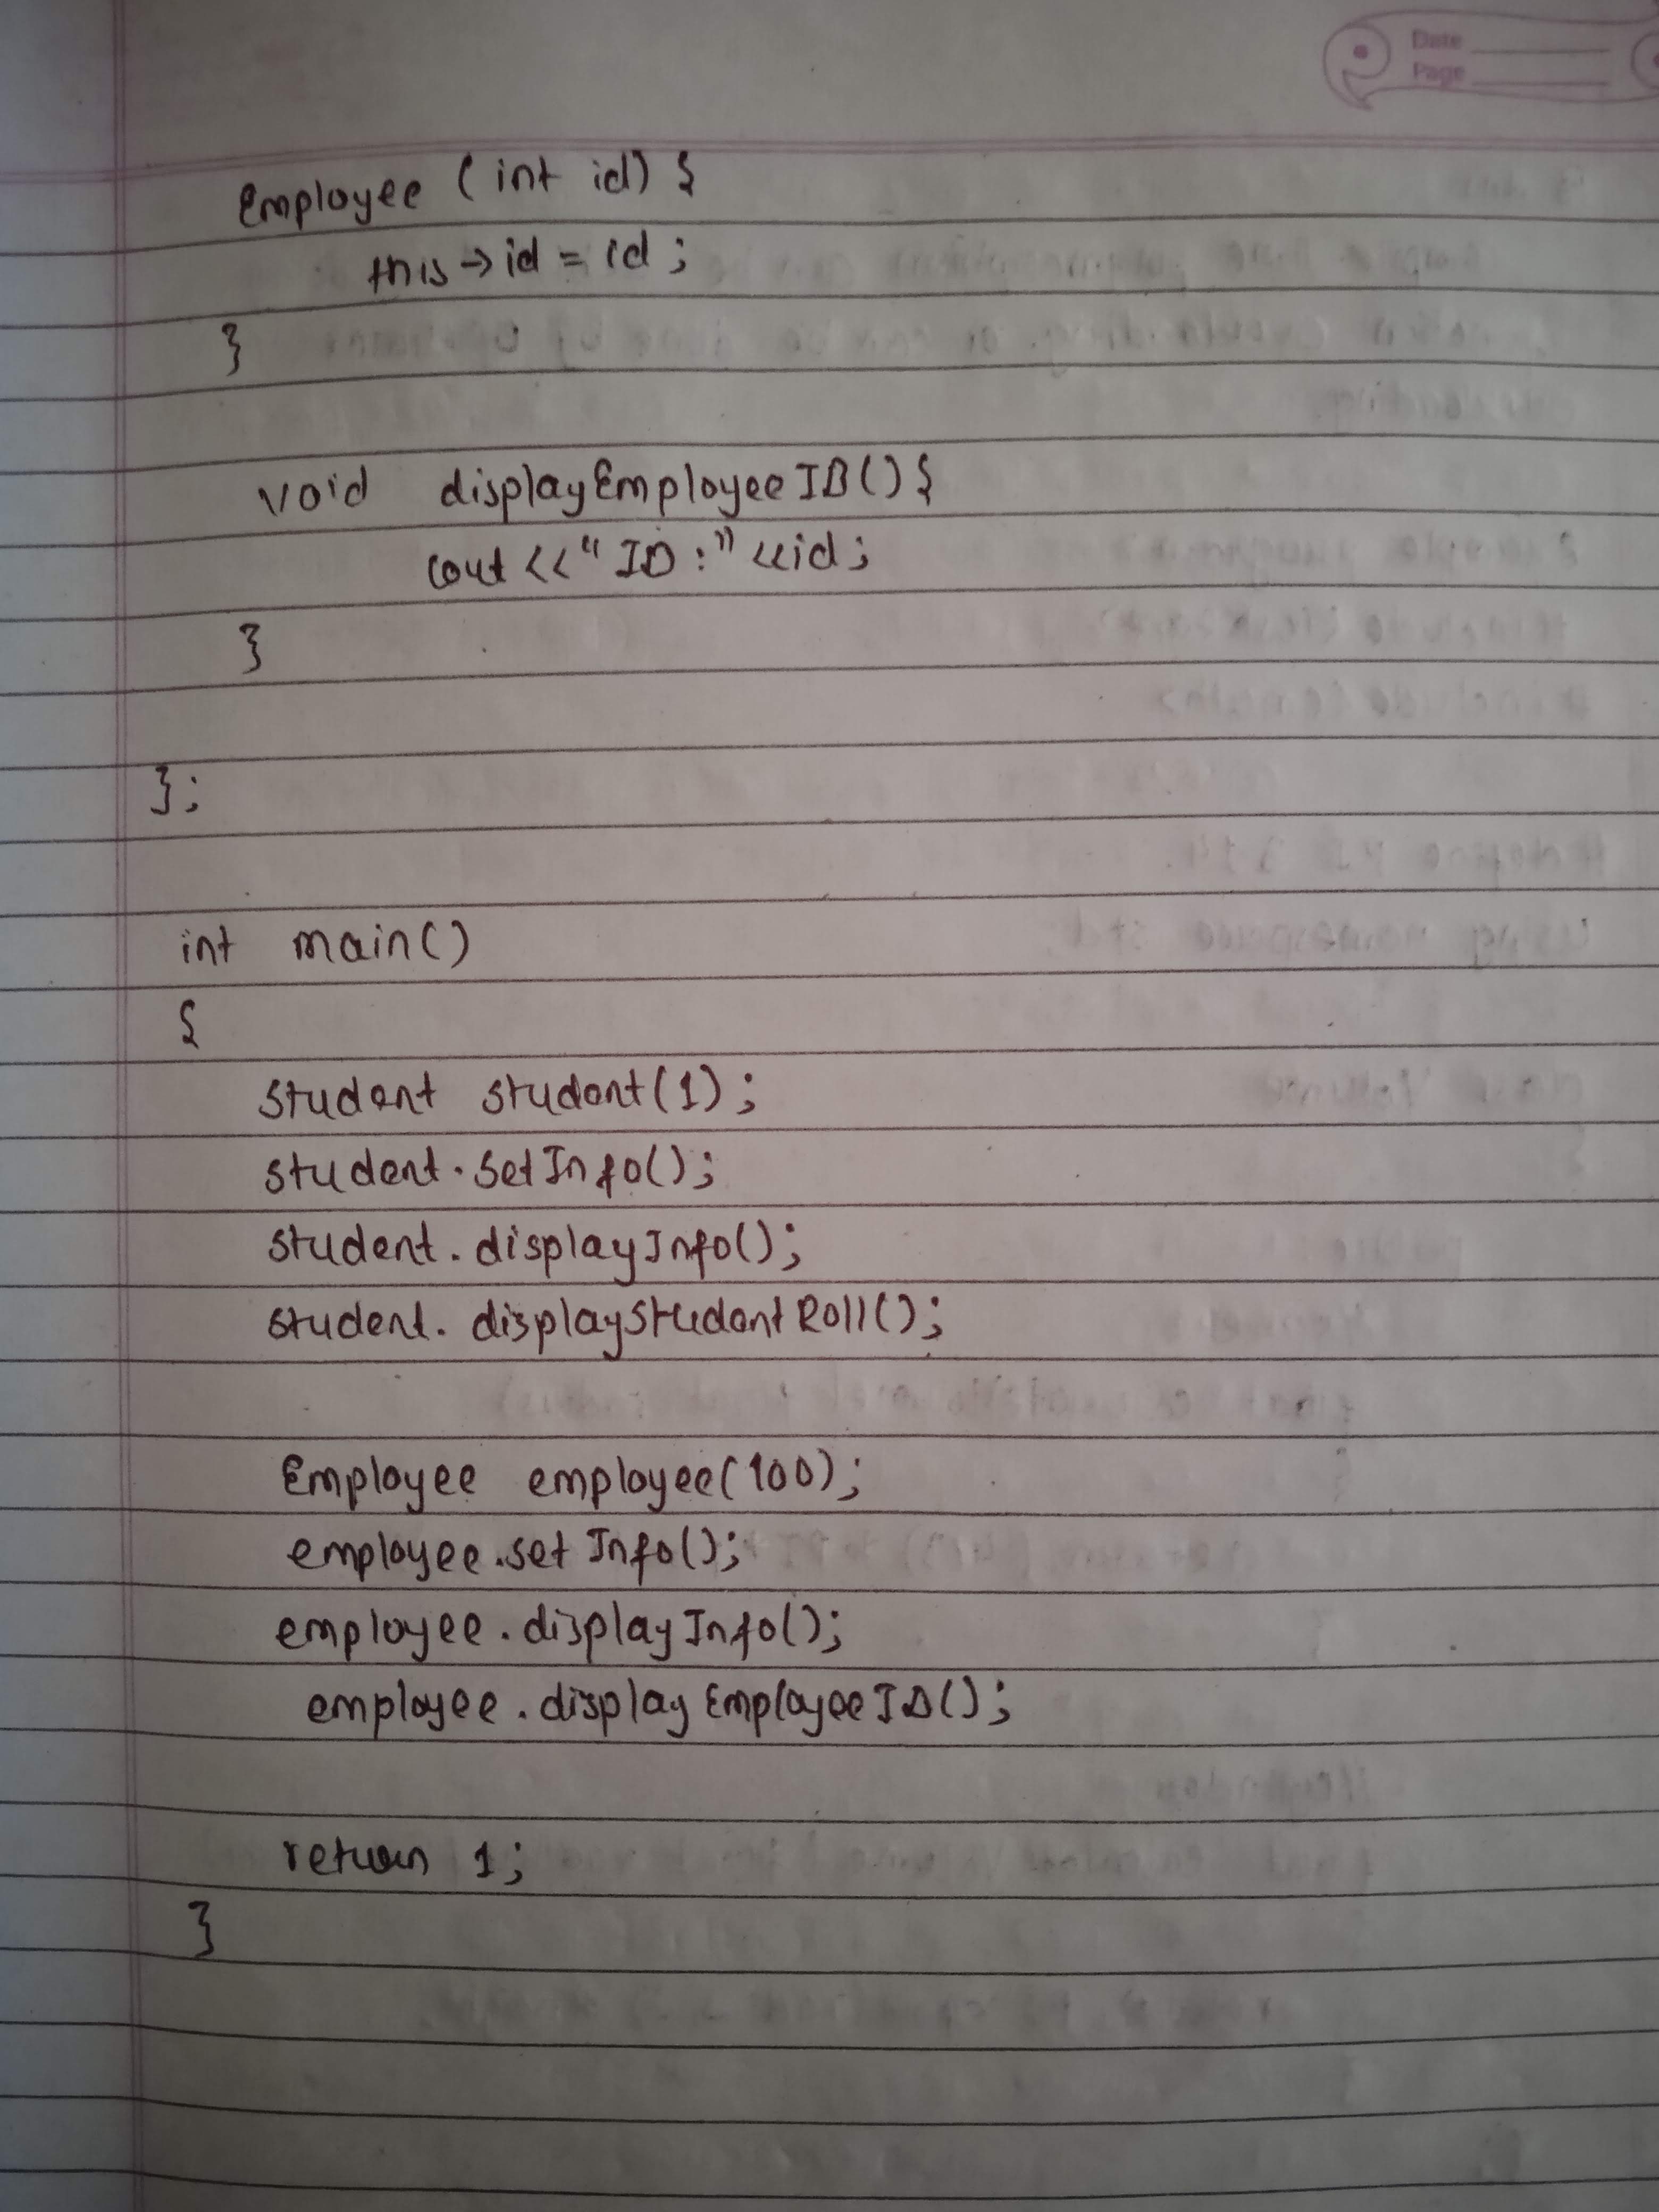 Date
Page
Employee (int id) {
this → id = id ;
}
void displayEmployeeID() {
cout << "ID :" << id ;
}
};
int main()
{
Student student(1);
student.setInfo();
student.displayInfo();
student.displayStudentRoll();
Employee employee(100);
employee.setInfo();
employee.displayInfo();
employee.displayEmployeeID();
return 1;
}